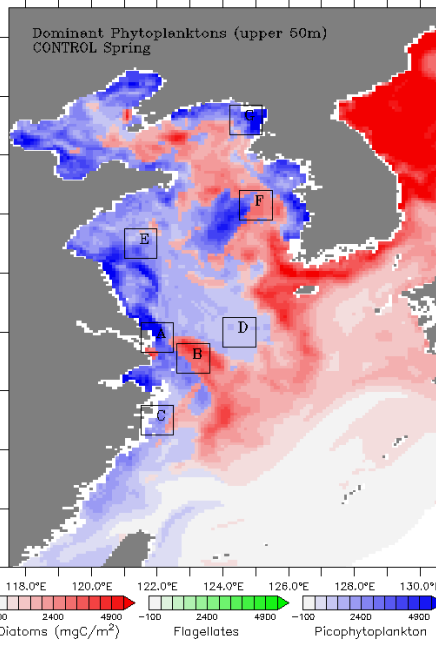 Dominant Phytoplanktons (upper 50m)
CONTROL Spring
G
F
E
D
A
B
C
118.0°E 120.0°E 122.0°E 124.0°E 126.0°E 128.0°E 130.0°
2400 4900 -100 2400 4900 -100 2400 4900
Diatoms (mgC/m²) Flagellates Picophytoplankton